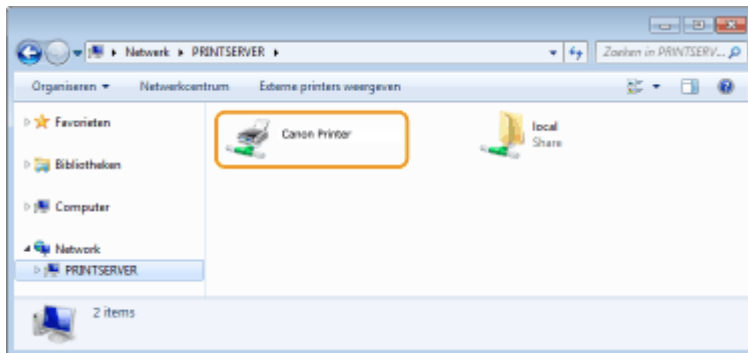 Netwerk ▸ PRINTSERVER ▸
Zoeken in PRINTSERV...
Organiseren
Netwerkcentrum
Externe printers weergeven
Favorieten
Bibliotheken
Computer
Netwerk
PRINTSERVER
Canon Printer
local
Share
2 items